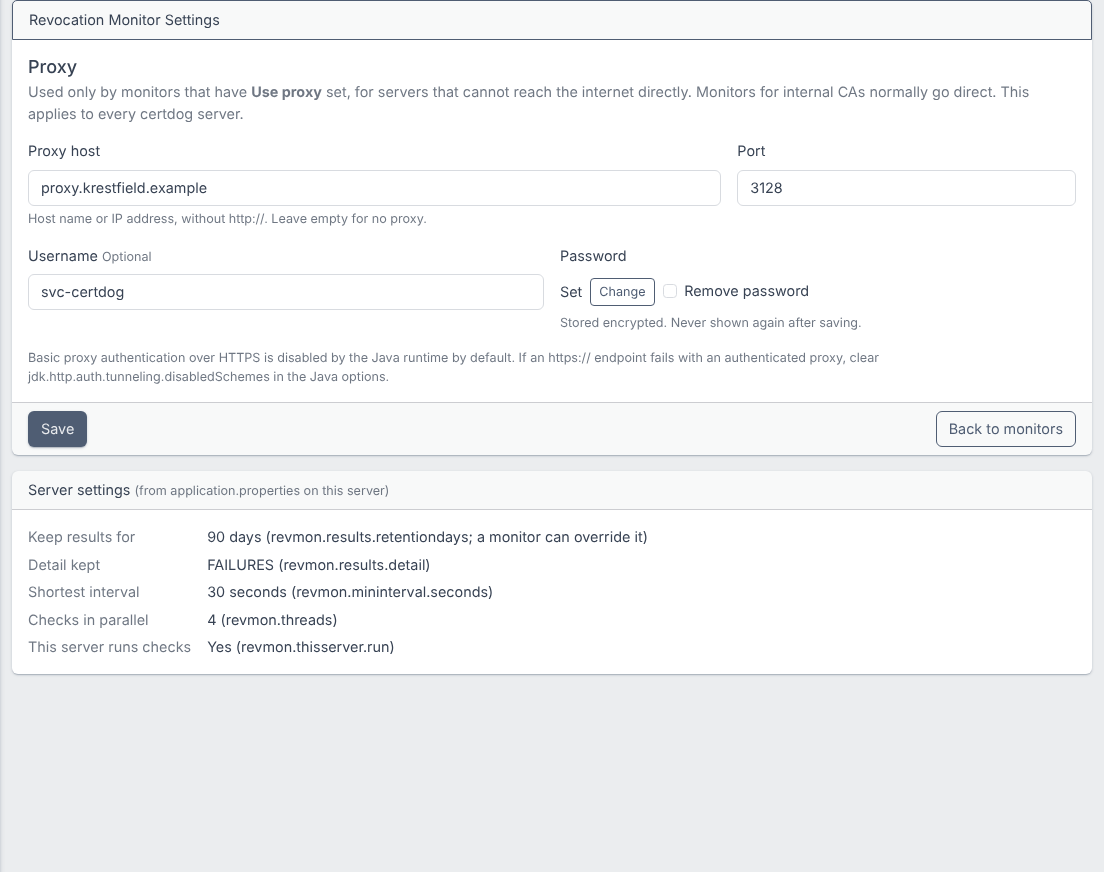 Revocation Monitor Settings
Proxy
Used only by monitors that have Use proxy set, for servers that cannot reach the internet directly. Monitors for internal CAs normally go direct. This
applies to every certdog server.
Proxy host
Port
proxy.krestfield.example
3128
Host name or IP address, without http://. Leave empty for no proxy.
Username Optional
Password
svc-certdog
Set Change Remove password
Stored encrypted. Never shown again after saving.
Basic proxy authentication over HTTPS is disabled by the Java runtime by default. If an https:// endpoint fails with an authenticated proxy, clear
jdk.http.auth.tunneling.disabledSchemes in the Java options.
Save
Back to monitors
Server settings (from application.properties on this server)
Keep results for 90 days (revmon.results.retentiondays; a monitor can override it)
Detail kept FAILURES (revmon.results.detail)
Shortest interval 30 seconds (revmon.mininterval.seconds)
Checks in parallel 4 (revmon.threads)
This server runs checks Yes (revmon.thisserver.run)